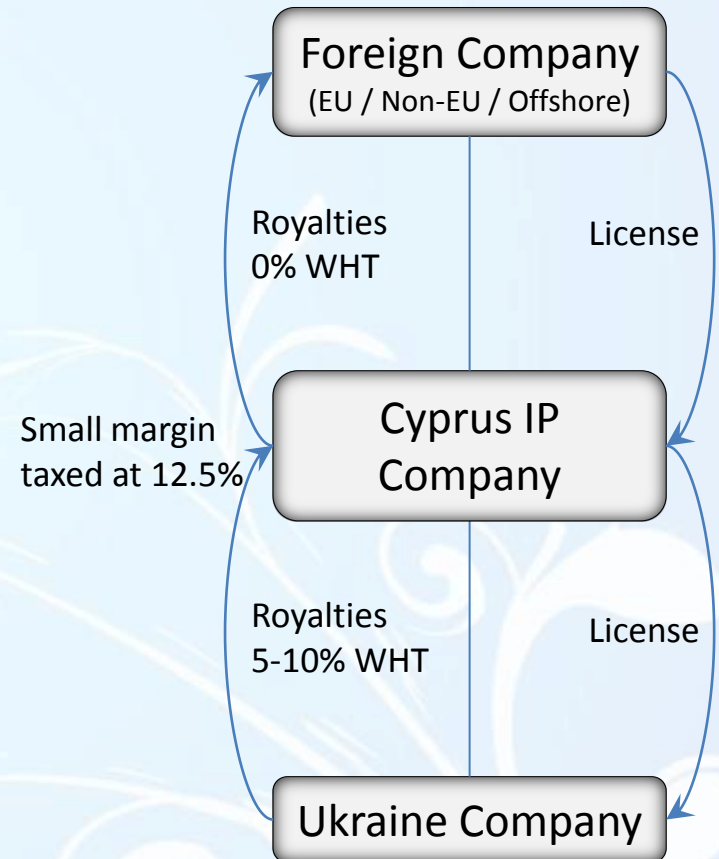 Foreign Company
(EU / Non-EU / Offshore)
Royalties
0% WHT
License
Cyprus IP
Company
Small margin
taxed at 12.5%
Royalties
5-10% WHT
License
Ukraine Company